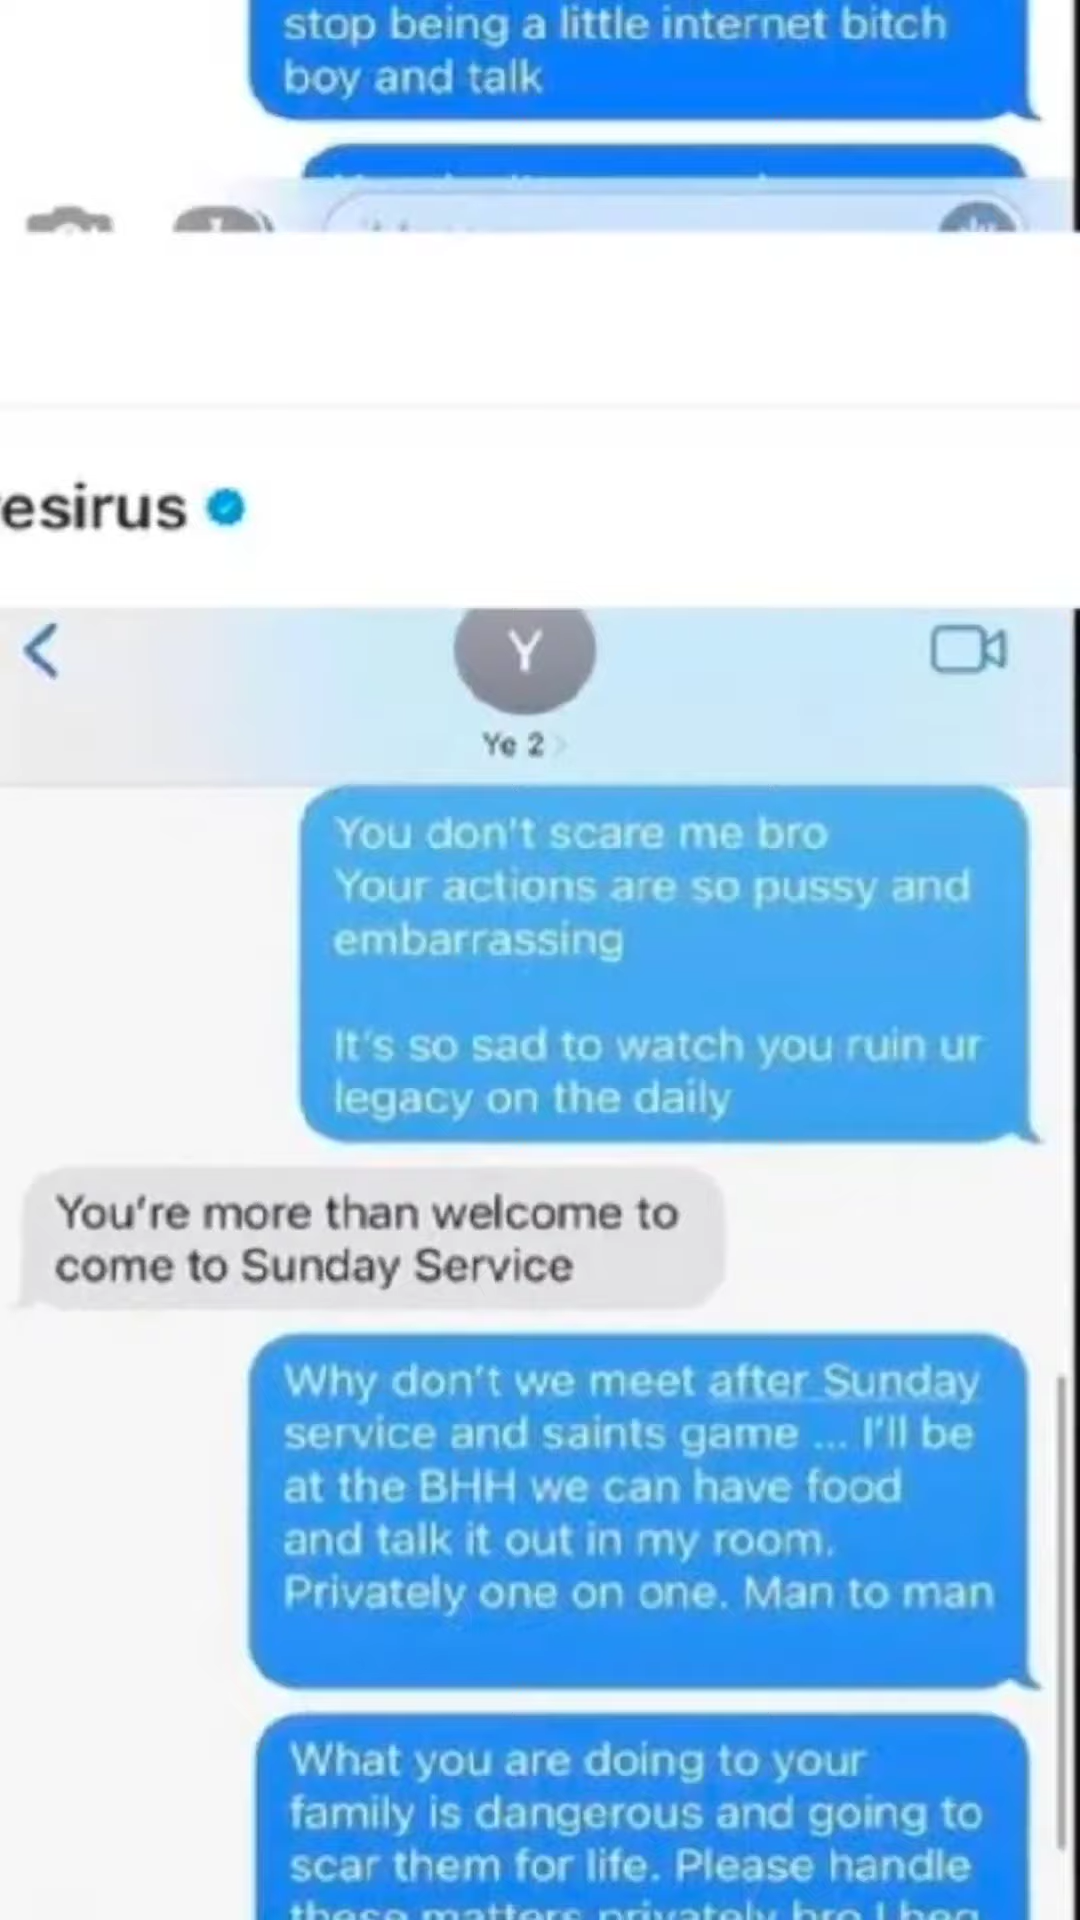 stop being a little internet bitch
boy and talk
esirus
Y
Ye 2
You don't scare me bro
Your actions are so pussy and
embarrassing
It's so sad to watch you ruin ur
legacy on the daily
You're more than welcome to
come to Sunday Service
Why don't we meet after Sunday
service and saints game ... I'll be
at the BHH we can have food
and talk it out in my room.
Privately one on one. Man to man
What you are doing to your
family is dangerous and going to
scar them for life. Please handle
these matters privately bro I beg